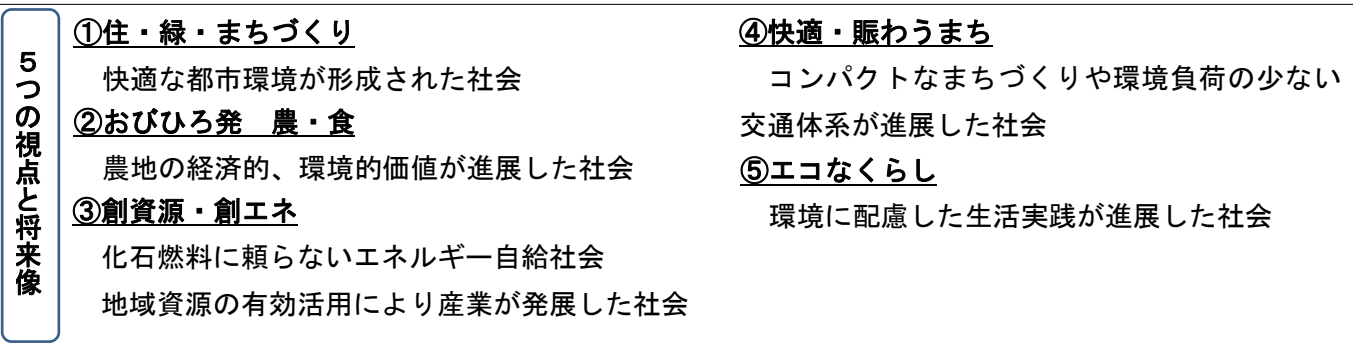 5つの視点と将来像
①住・緑・まちづくり
快適な都市環境が形成された社会
②おびひろ発　農・食
農地の経済的、環境的価値が進展した社会
③創資源・創エネ
化石燃料に頼らないエネルギー自給社会
地域資源の有効活用により産業が発展した社会
④快適・賑わうまち
コンパクトなまちづくりや環境負荷の少ない
交通体系が進展した社会
⑤エコなくらし
環境に配慮した生活実践が進展した社会